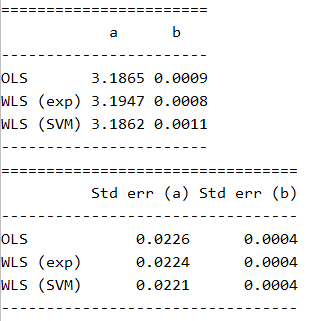 =======================
            a      b
-----------------------
OLS       3.1865 0.0009
WLS (exp) 3.1947 0.0008
WLS (SVM) 3.1862 0.0011
-----------------------
=================================
          Std err (a) Std err (b)
---------------------------------
OLS            0.0226      0.0004
WLS (exp)      0.0224      0.0004
WLS (SVM)      0.0221      0.0004
---------------------------------